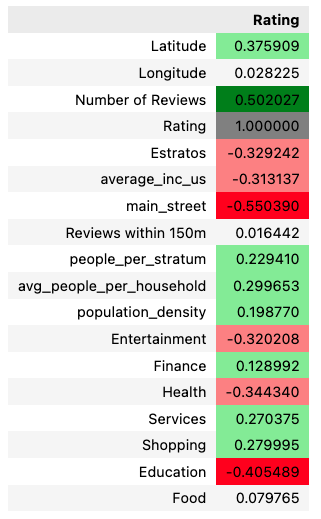 Rating
Latitude 0.375909
Longitude 0.028225
Number of Reviews 0.502027
Rating 1.000000
Estratos -0.329242
average_inc_us -0.313137
main_street -0.550390
Reviews within 150m 0.016442
people_per_stratum 0.229410
avg_people_per_household 0.299653
population_density 0.198770
Entertainment -0.320208
Finance 0.128992
Health -0.344340
Services 0.270375
Shopping 0.279995
Education -0.405489
Food 0.079765